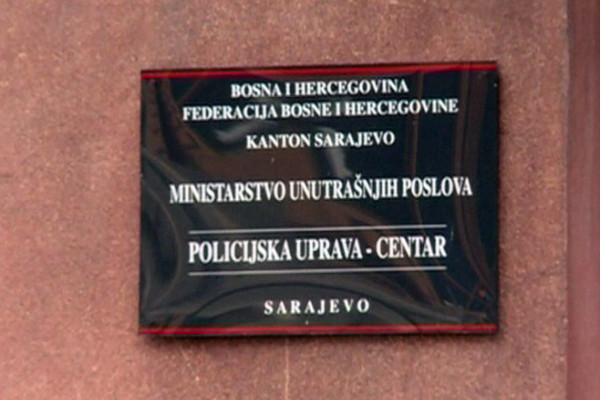 BOSNA I HERCEGOVINA
FEDERACIJA BOSNE I HERCEGOVINE
KANTON SARAJEVO
MINISTARSTVO UNUTRAŠNJIH POSLOVA
POLICIJSKA UPRAVA - CENTAR
SARAJEVO